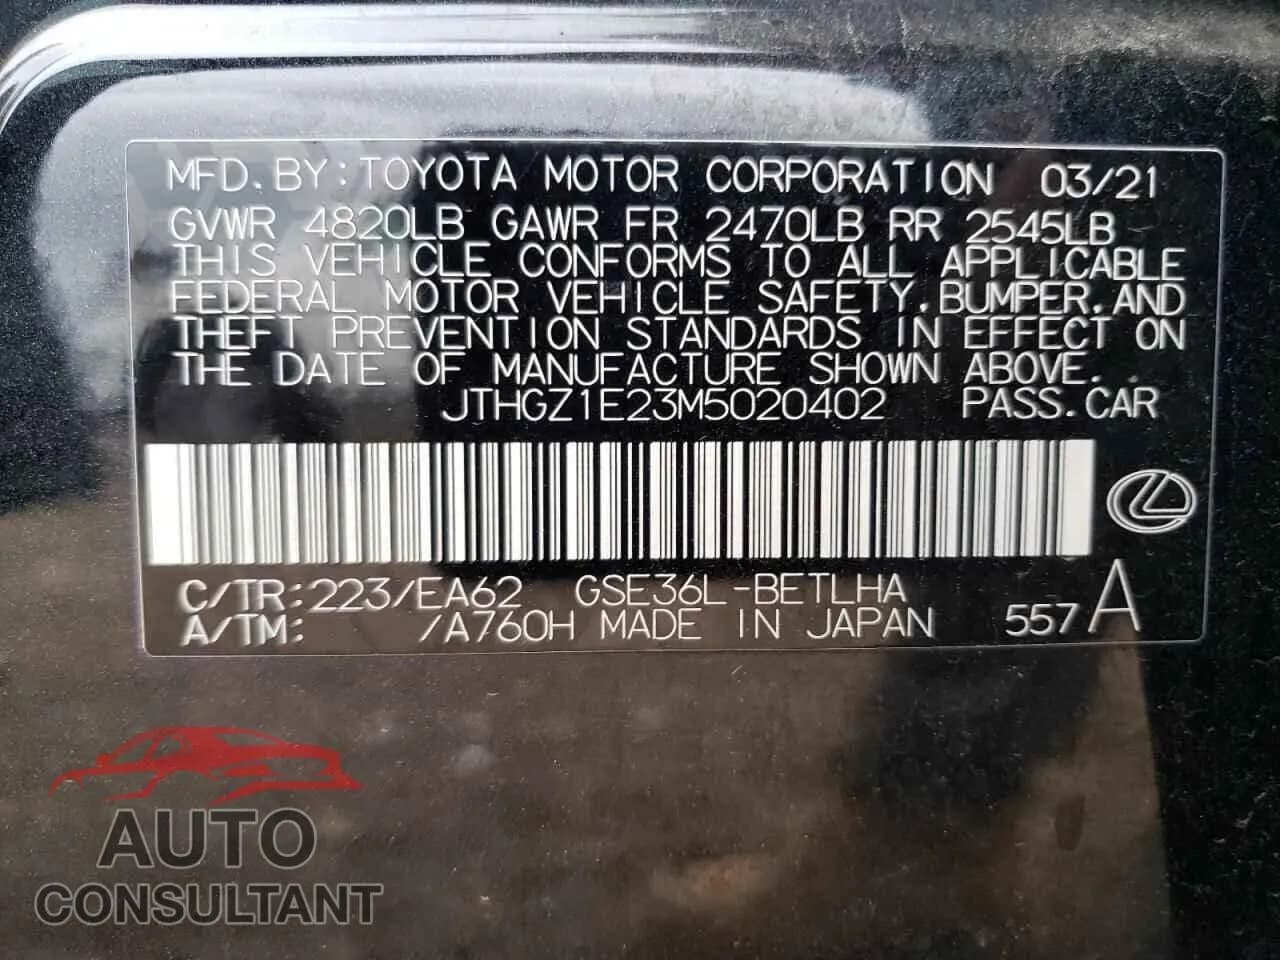 MFD. BY: TOYOTA MOTOR CORPORATION 03/21
GVWR 4820LB GAWR FR 2470LB RR 2545LB
THIS VEHICLE CONFORMS TO ALL APPLICABLE
FEDERAL MOTOR VEHICLE SAFETY, BUMPER, AND
THEFT PREVENTION STANDARDS IN EFFECT ON
THE DATE OF MANUFACTURE SHOWN ABOVE.
JTHGZ1E23M5020402 PASS.CAR
C/TR: 223/EA62 GSE36L-BETLHA
A/TM: /A760H MADE IN JAPAN 557A
AUTO
CONSULTANT